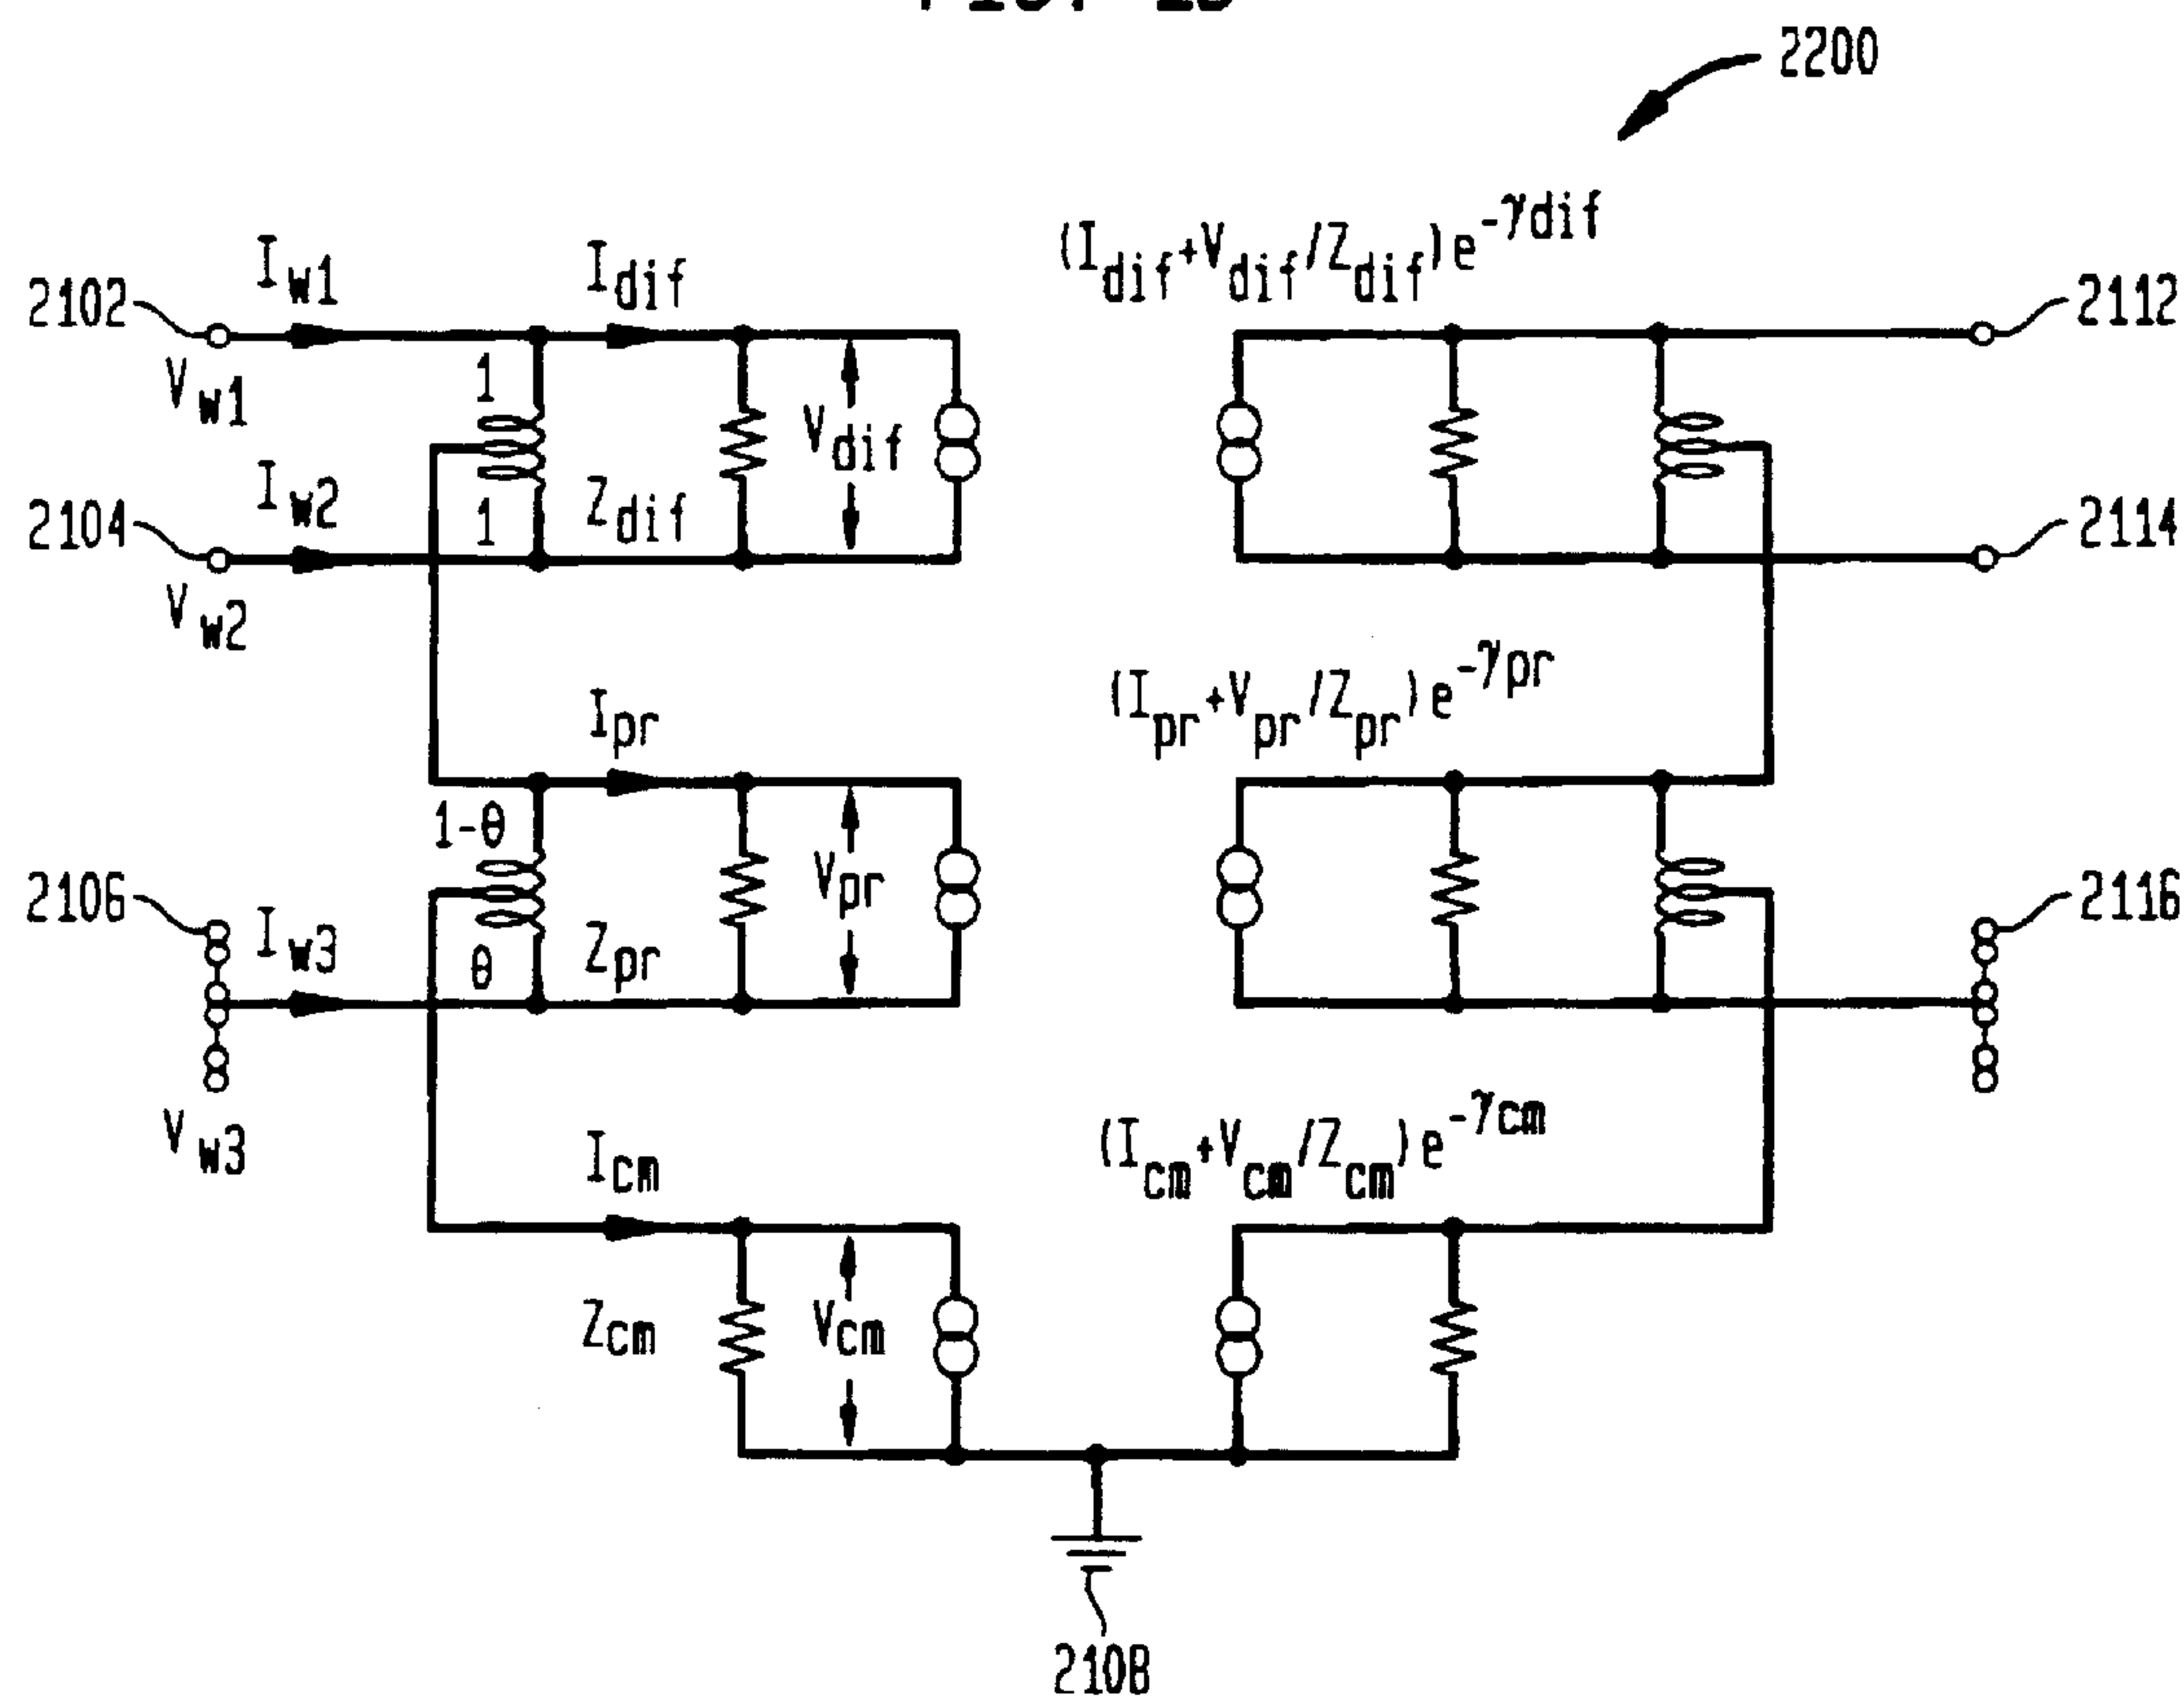 2200
(I_dif+V_dif/Z_dif)e^-γdif
I_w1
I_dif
2102
2112
V_w1
1
V_dif
I_w2
Z_dif
2104
1
2114
V_w2
(I_pr+V_pr/Z_pr)e^-γpr
I_pr
1-θ
2106
V_pr
2116
I_w3
θ
Z_pr
V_w3
(I_cm+V_cm/Z_cm)e^-γcm
I_cm
Z_cm
V_cm
2108